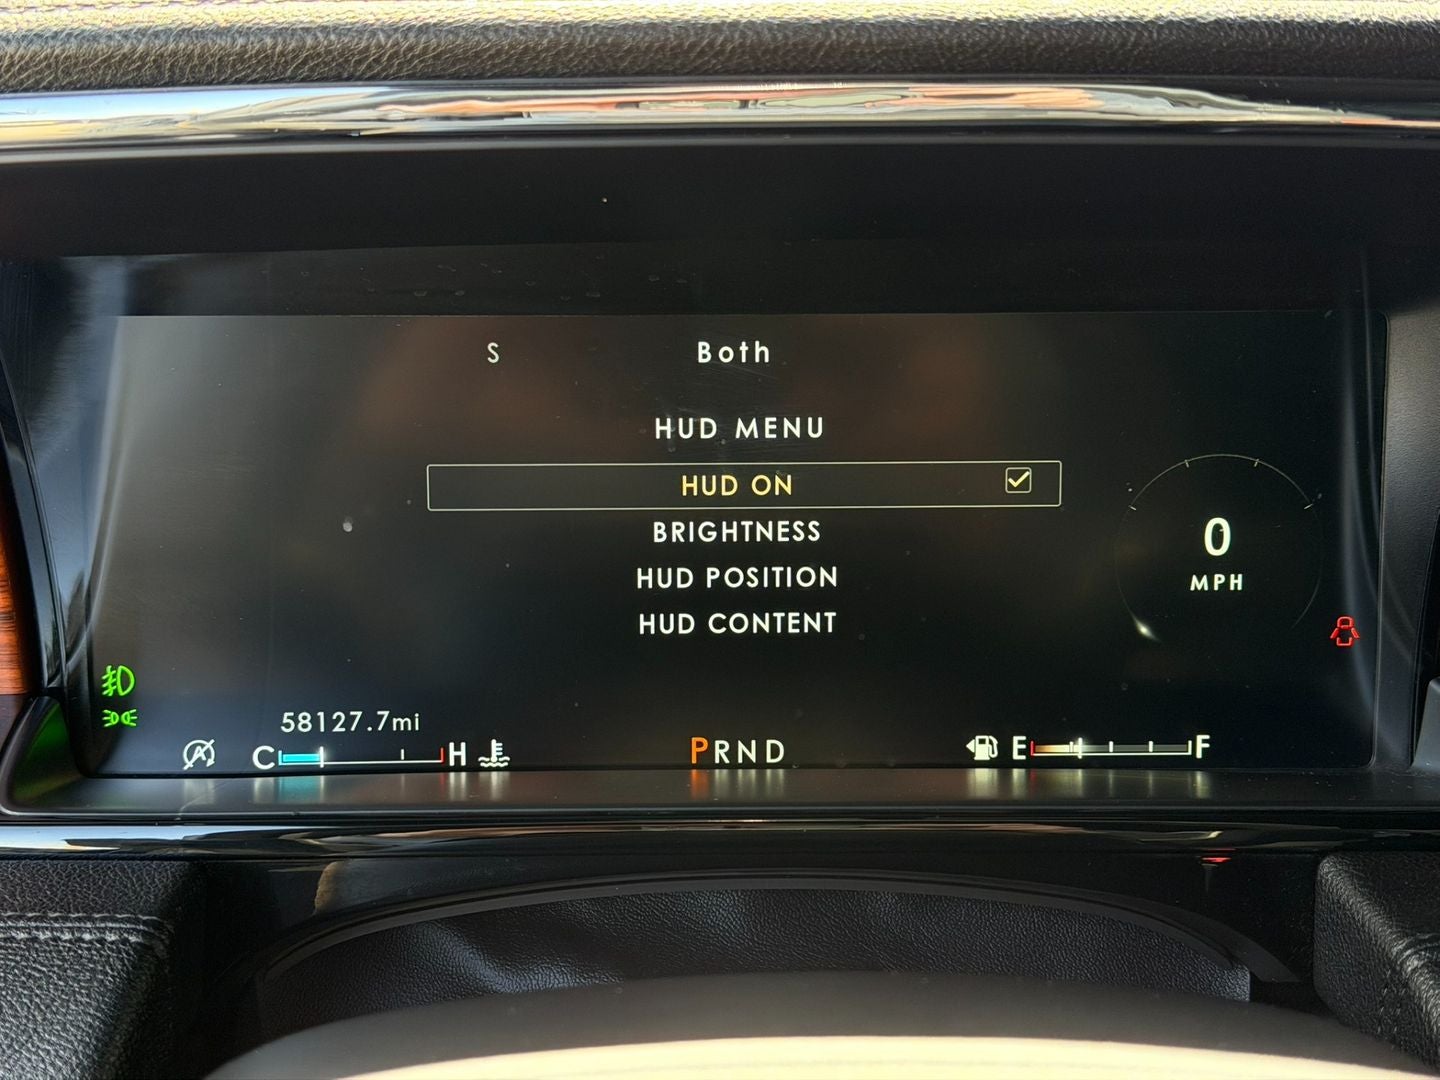 S Both
HUD MENU
HUD ON
BRIGHTNESS
HUD POSITION
HUD CONTENT
0
MPH
58127.7mi
A C H PRND E F